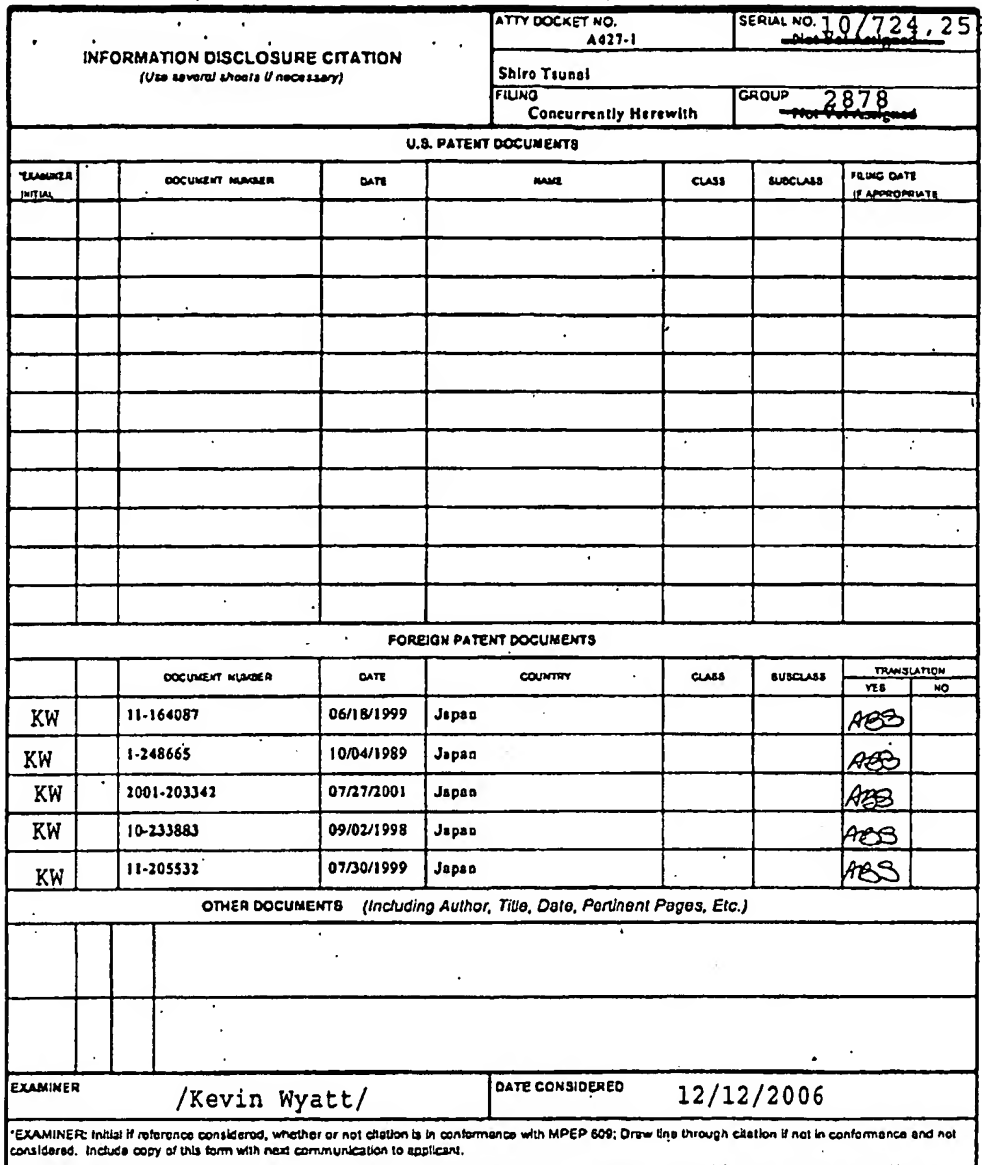 INFORMATION DISCLOSURE CITATION
(Use several sheets if necessary)
ATTY DOCKET NO.
A427-1
SERIAL NO. 10/724,25
Not Yet Assigned
Shiro Tsunai
FILING
Concurrently Herewith
GROUP 2878
Not Yet Assigned
U.S. PATENT DOCUMENTS
*EXAMINER INITIAL DOCUMENT NUMBER DATE NAME CLASS SUBCLASS FILING DATE IF APPROPRIATE
FOREIGN PATENT DOCUMENTS
DOCUMENT NUMBER DATE COUNTRY CLASS SUBCLASS TRANSLATION
YES NO
KW 11-164087 06/18/1999 Japan ABS
KW 1-248665 10/04/1989 Japan ABS
KW 2001-203342 07/27/2001 Japan ABS
KW 10-233883 09/02/1998 Japan ABS
KW 11-205532 07/30/1999 Japan ABS
OTHER DOCUMENTS (Including Author, Title, Date, Pertinent Pages, Etc.)
EXAMINER /Kevin Wyatt/ DATE CONSIDERED 12/12/2006
*EXAMINER: Initial if reference considered, whether or not citation is in conformance with MPEP 609; Draw line through citation if not in conformance and not
considered. Include copy of this form with next communication to applicant.